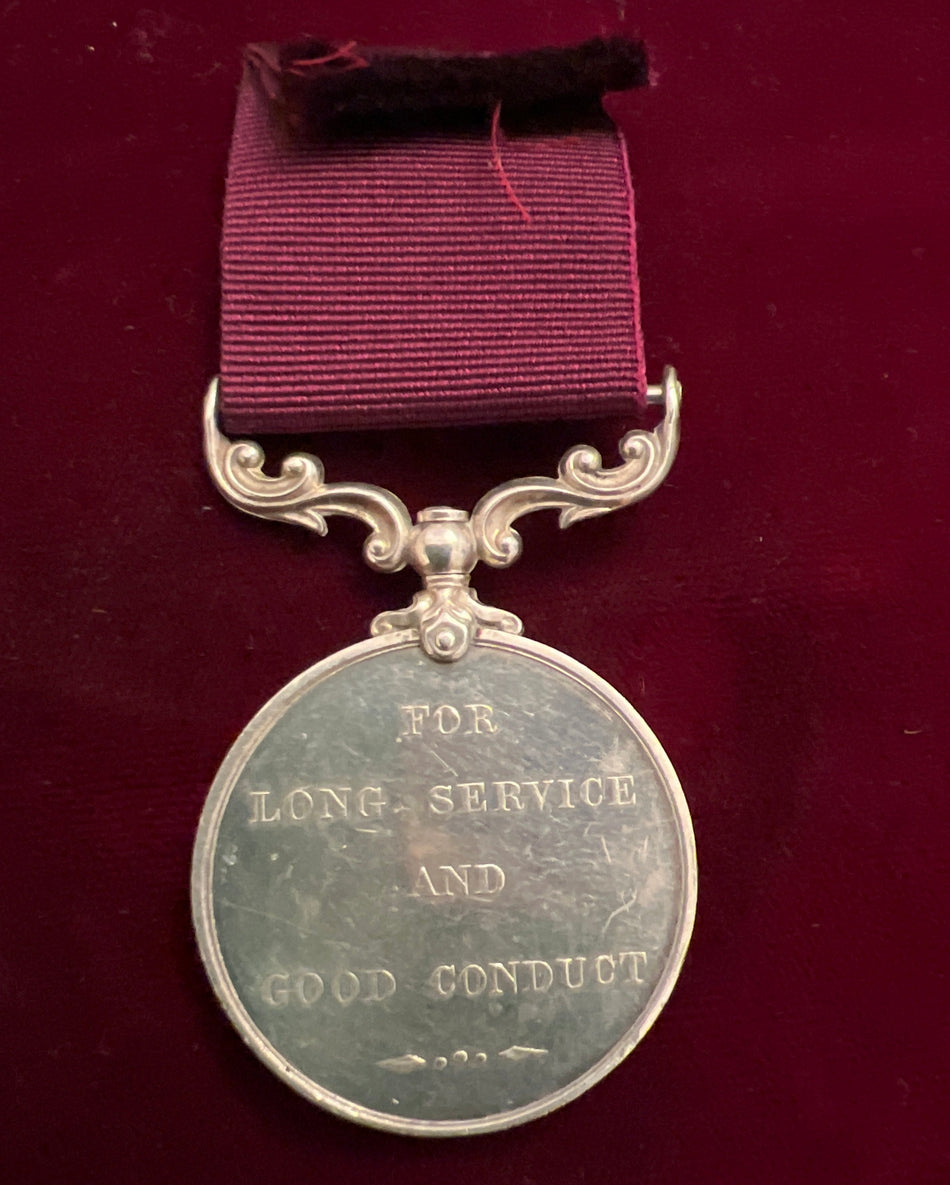 FOR
LONG SERVICE
AND
GOOD CONDUCT